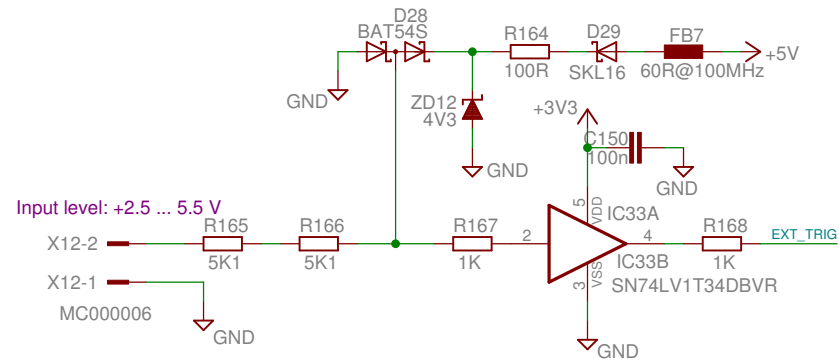 D28
BAT54S
R164
D29
FB7
+5V
100R
SKL16
60R@100MHz
GND
ZD12
4V3
+3V3
C150
100n
GND
GND
Input level: +2.5 ... 5.5 V
R165
R166
R167
5
VDD
IC33A
R168
X12-2
2
4
EXT_TRIG
5K1
5K1
1K
IC33B
1K
X12-1
3
VSS
SN74LV1T34DBVR
MC000006
GND
GND